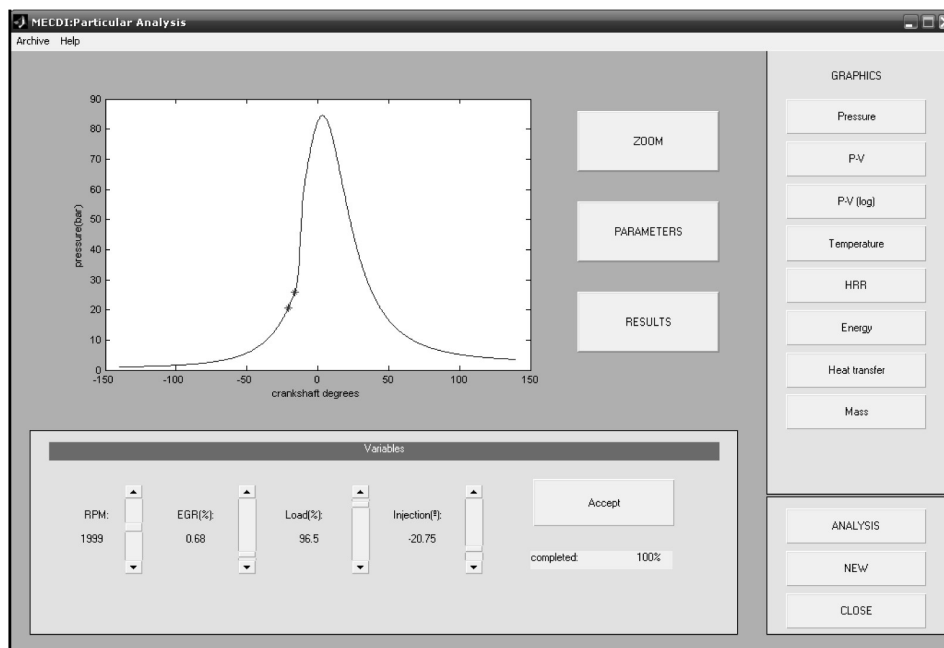 MECDI:Particular Analysis
Archive Help
GRAPHICS
Pressure
P-V
P-V (log)
Temperature
HRR
Energy
Heat transfer
Mass
ZOOM
PARAMETERS
RESULTS
90
80
70
60
50
40
30
20
10
0
pressure(bar)
-150 -100 -50 0 50 100 150
crankshaft degrees
Variables
RPM: EGR(%): Load(%): Injection(º):
1999 0.68 96.5 -20.75
Accept
completed: 100%
ANALYSIS
NEW
CLOSE